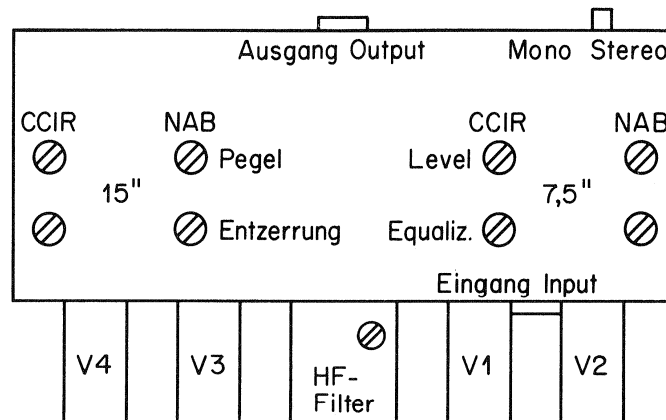 Ausgang Output Mono Stereo
CCIR NAB CCIR NAB
Pegel Level
15" 7,5"
Entzerrung Equaliz.
Eingang Input
V4 V3 V1 V2
HF-
Filter